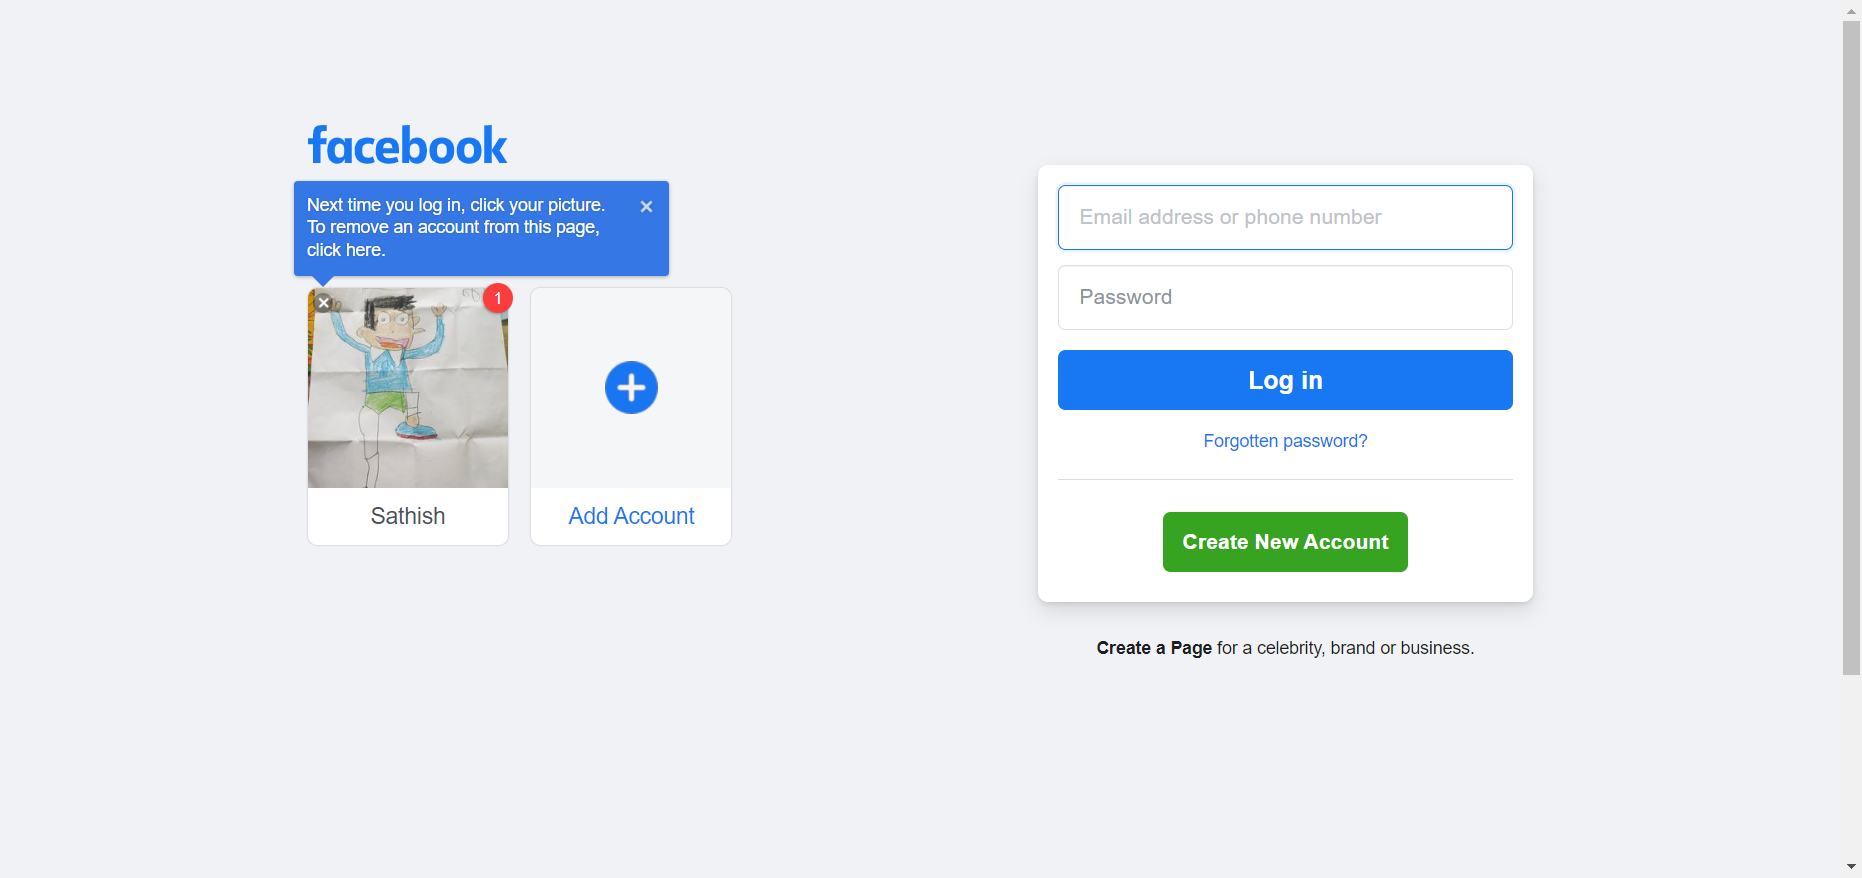 facebook
Next time you log in, click your picture.
To remove an account from this page,
click here.
1
Sathish
Add Account
Email address or phone number
Password
Log in
Forgotten password?
Create New Account
Create a Page for a celebrity, brand or business.